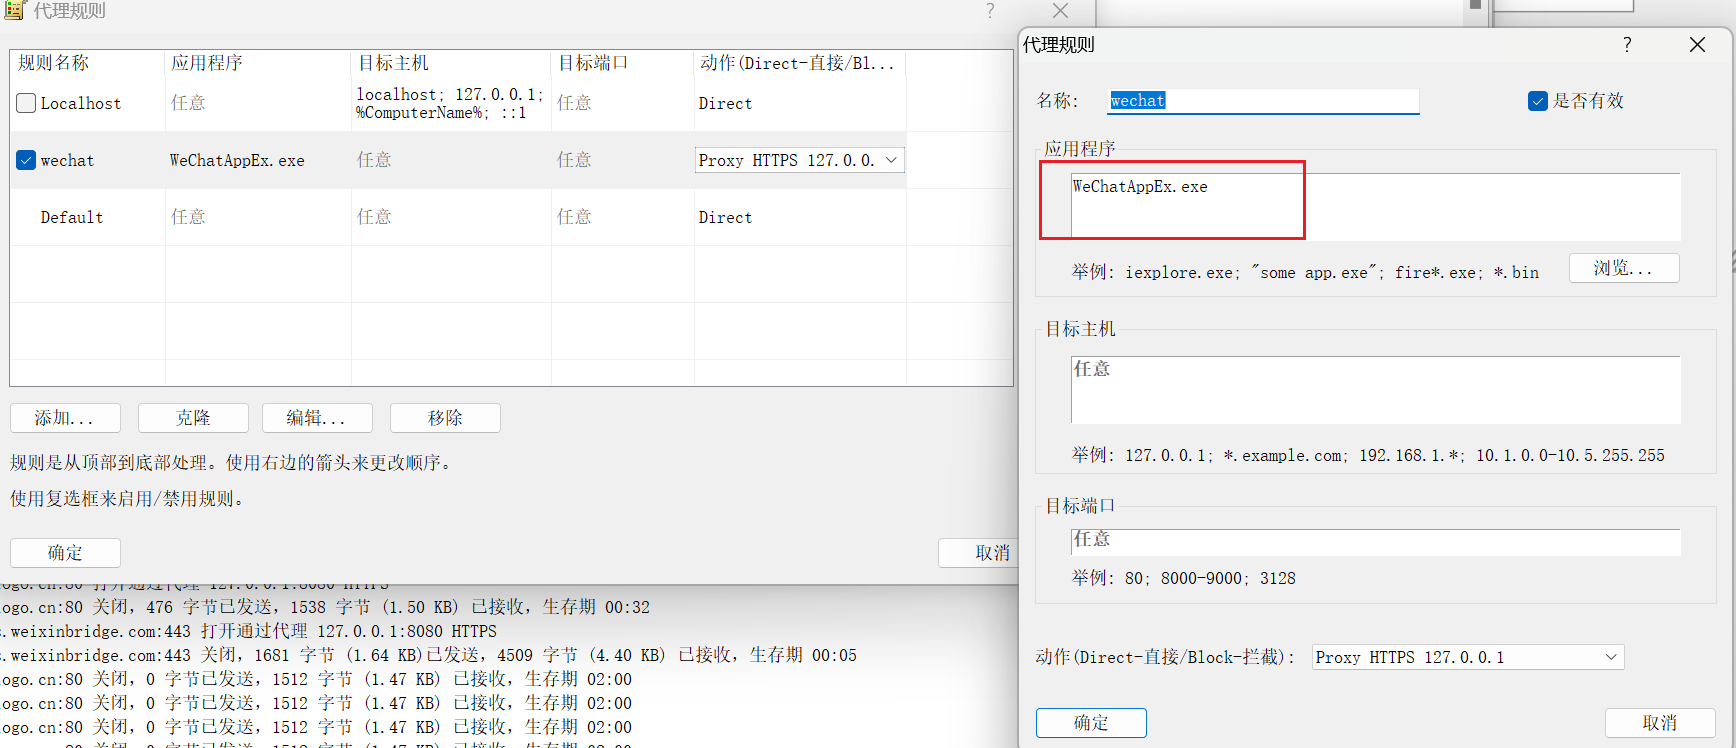 代理规则
规则名称 应用程序 目标主机 目标端口 动作(Direct-直接/Bl...
Localhost 任意 localhost; 127.0.0.1; %ComputerName%; ::1 任意 Direct
wechat WeChatAppEx.exe 任意 任意 Proxy HTTPS 127.0.0.
Default 任意 任意 任意 Direct
添加... 克隆 编辑... 移除
规则是从顶部到底部处理。使用右边的箭头来更改顺序。
使用复选框来启用/禁用规则。
确定 取消
ogo.cn:80 打开通过代理 127.0.0.1:8080 HTTPS
ogo.cn:80 关闭, 476 字节已发送, 1538 字节 (1.50 KB) 已接收, 生存期 00:32
s.weixinbridge.com:443 打开通过代理 127.0.0.1:8080 HTTPS
s.weixinbridge.com:443 关闭, 1681 字节 (1.64 KB)已发送, 4509 字节 (4.40 KB) 已接收, 生存期 00:05
ogo.cn:80 关闭, 0 字节已发送, 1512 字节 (1.47 KB) 已接收, 生存期 02:00
ogo.cn:80 关闭, 0 字节已发送, 1512 字节 (1.47 KB) 已接收, 生存期 02:00
ogo.cn:80 关闭, 0 字节已发送, 1512 字节 (1.47 KB) 已接收, 生存期 02:00
代理规则
名称: wechat 是否有效
应用程序
WeChatAppEx.exe
举例: iexplore.exe; "some app.exe"; fire*.exe; *.bin 浏览...
目标主机
任意
举例: 127.0.0.1; *.example.com; 192.168.1.*; 10.1.0.0-10.5.255.255
目标端口
任意
举例: 80; 8000-9000; 3128
动作(Direct-直接/Block-拦截): Proxy HTTPS 127.0.0.1
确定 取消